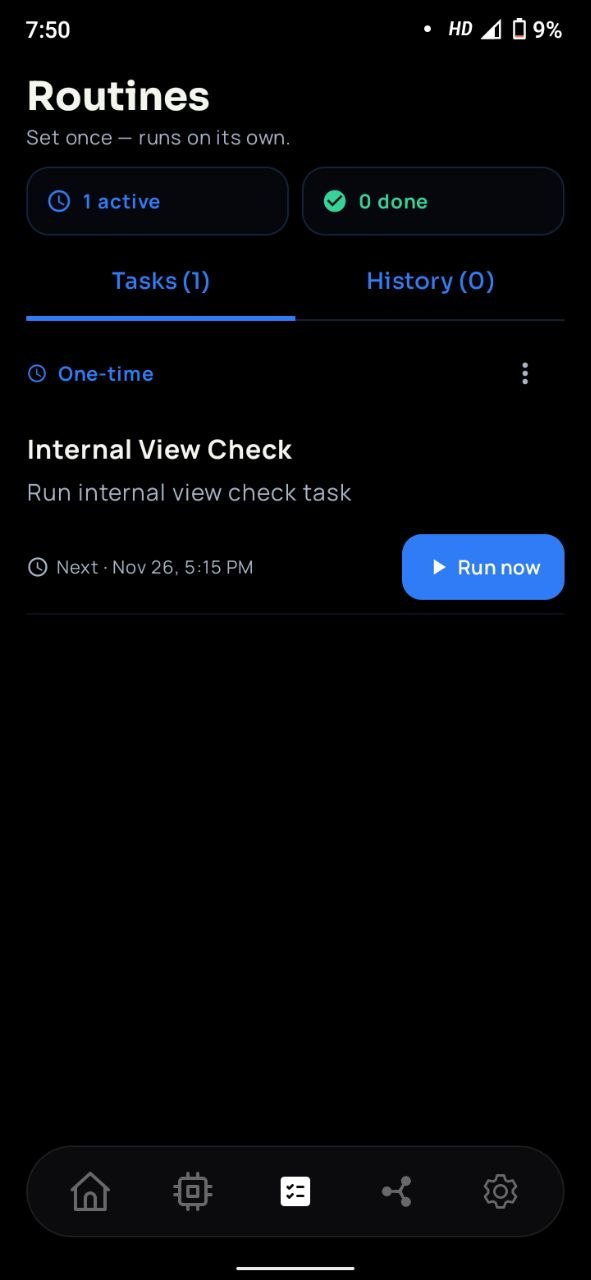 7:50
HD 9%
Routines
Set once — runs on its own.
1 active
0 done
Tasks (1)
History (0)
One-time
Internal View Check
Run internal view check task
Next · Nov 26, 5:15 PM
Run now